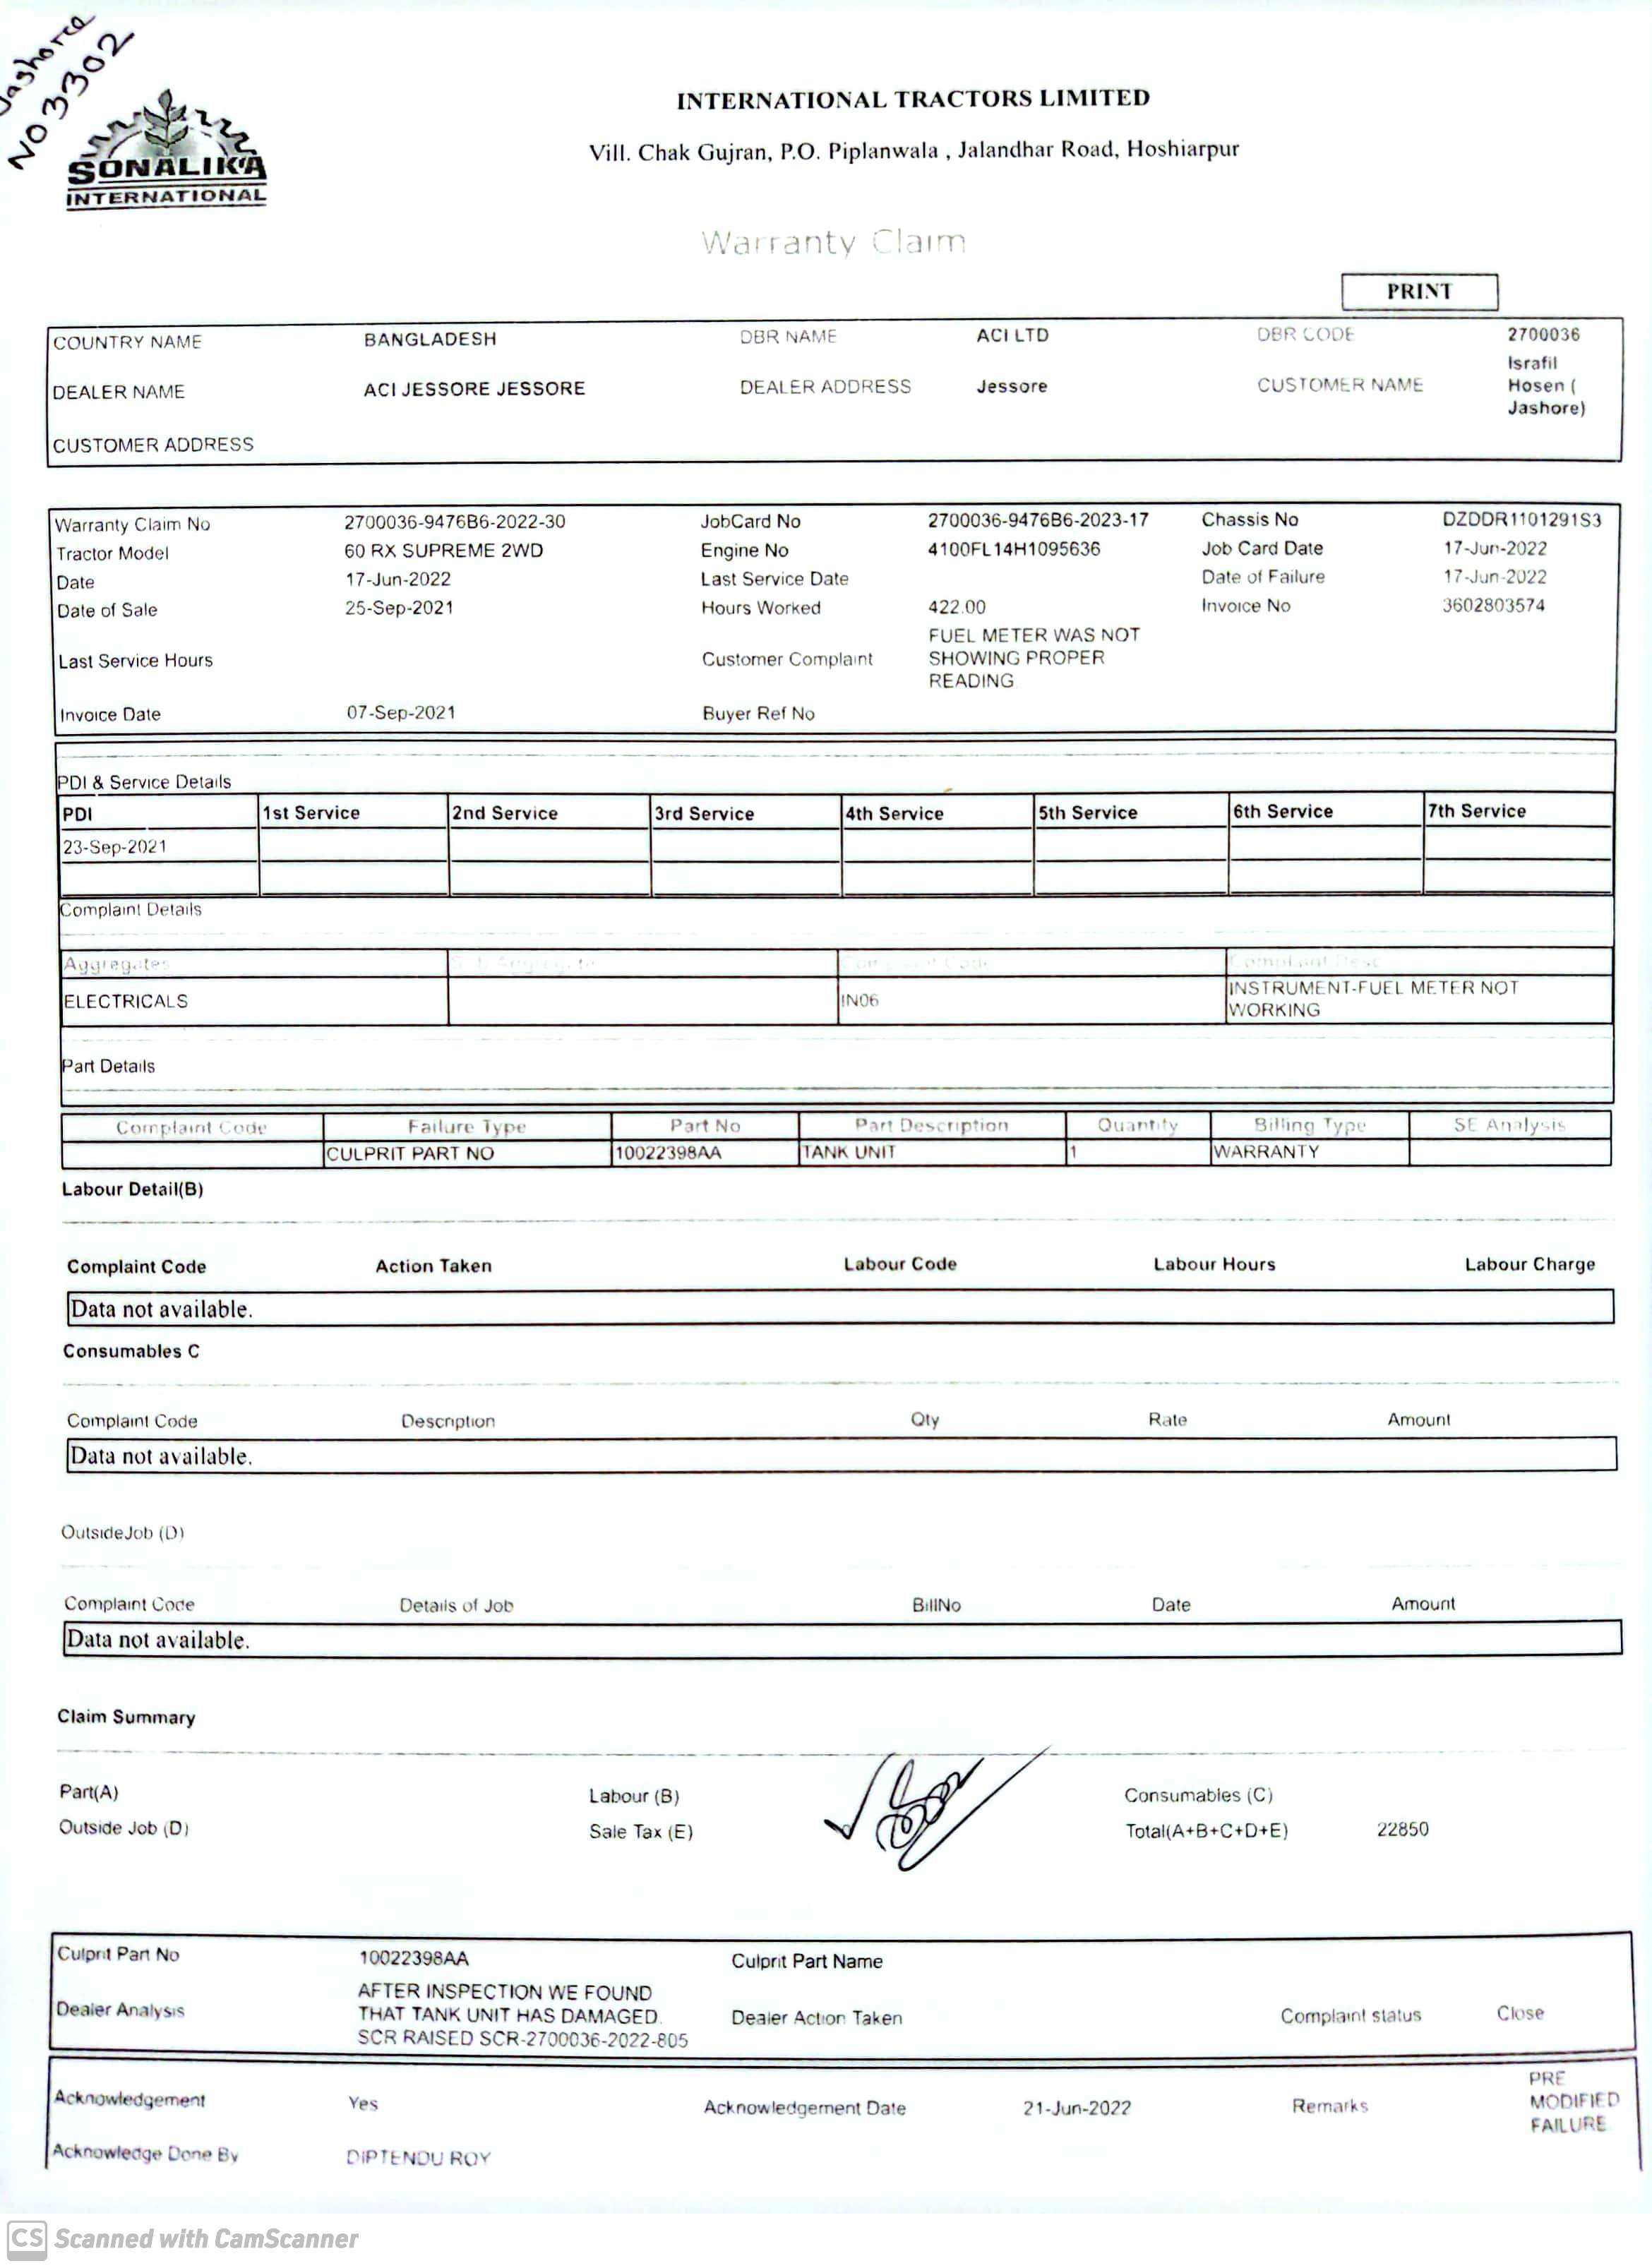 Jashore
NO 3302
SONALIKA
INTERNATIONAL
INTERNATIONAL TRACTORS LIMITED
Vill. Chak Gujran, P.O. Piplanwala , Jalandhar Road, Hoshiarpur
Warranty Claim
PRINT
COUNTRY NAME BANGLADESH DBR NAME ACI LTD DBR CODE 2700036
DEALER NAME ACI JESSORE JESSORE DEALER ADDRESS Jessore CUSTOMER NAME Israfil
Hosen (
Jashore)
CUSTOMER ADDRESS
Warranty Claim No 2700036-9476B6-2022-30 JobCard No 2700036-9476B6-2023-17 Chassis No DZDDR1101291S3
Tractor Model 60 RX SUPREME 2WD Engine No 4100FL14H1095636 Job Card Date 17-Jun-2022
Date 17-Jun-2022 Last Service Date Date of Failure 17-Jun-2022
Date of Sale 25-Sep-2021 Hours Worked 422.00 Invoice No 3602803574
Last Service Hours Customer Complaint FUEL METER WAS NOT
SHOWING PROPER
READING
Invoice Date 07-Sep-2021 Buyer Ref No
PDI & Service Details
PDI 1st Service 2nd Service 3rd Service 4th Service 5th Service 6th Service 7th Service
23-Sep-2021
Complaint Details
Aggregates Sub Aggregate Complaint Code Complaint Desc
ELECTRICALS IN06 INSTRUMENT-FUEL METER NOT
WORKING
Part Details
Complaint Code Failure Type Part No Part Description Quantity Billing Type SE Analysis
CULPRIT PART NO 10022398AA TANK UNIT 1 WARRANTY
Labour Detail(B)
Complaint Code Action Taken Labour Code Labour Hours Labour Charge
Data not available.
Consumables C
Complaint Code Description Qty Rate Amount
Data not available.
OutsideJob (D)
Complaint Code Details of Job BillNo Date Amount
Data not available.
Claim Summary
Part(A) Labour (B) Consumables (C)
Outside Job (D) Sale Tax (E) Total(A+B+C+D+E) 22850
Culprit Part No 10022398AA Culprit Part Name
Dealer Analysis AFTER INSPECTION WE FOUND
THAT TANK UNIT HAS DAMAGED.
SCR RAISED SCR-2700036-2022-805
Dealer Action Taken Complaint status Close
Acknowledgement Yes Acknowledgement Date 21-Jun-2022 Remarks PRE
MODIFIED
FAILURE
Acknowledge Done By DIPTENDU ROY
CS Scanned with CamScanner